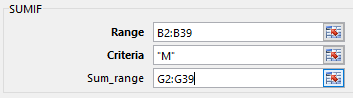 SUMIF
Range B2:B39
Criteria "M"
Sum_range G2:G39